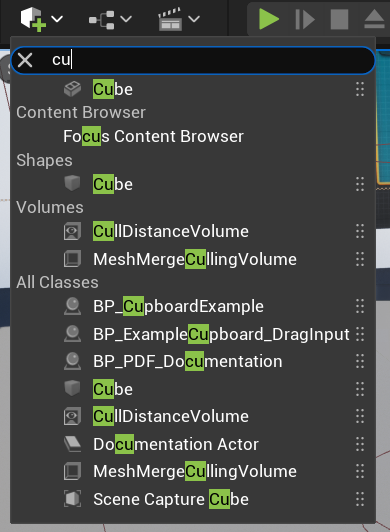 cu
Cube
Content Browser
Focus Content Browser
Shapes
Cube
Volumes
CullDistanceVolume
MeshMergeCullingVolume
All Classes
BP_CupboardExample
BP_ExampleCupboard_DragInput
BP_PDF_Documentation
Cube
CullDistanceVolume
Documentation Actor
MeshMergeCullingVolume
Scene Capture Cube